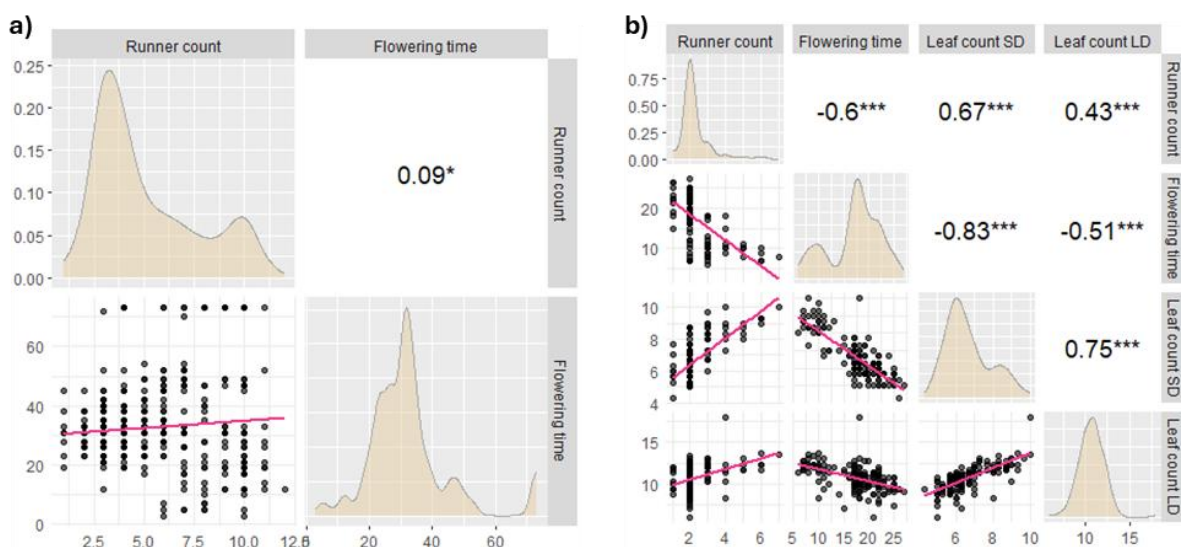 a)
Runner count Flowering time
0.25
0.20
0.15
0.10
0.05
0.00
0.09*
Runner count
60
40
20
0
Flowering time
2.5 5.0 7.5 10.0 12.5 20 40 60
b)
Runner count Flowering time Leaf count SD Leaf count LD
0.75
0.50
0.25
0.00
-0.6*** 0.67*** 0.43***
Runner count
20
10
-0.83*** -0.51***
Flowering time
10
8
6
4
0.75***
Leaf count SD
15
10
Leaf count LD
2 4 6 5 10 15 20 25 6 8 10 10 15